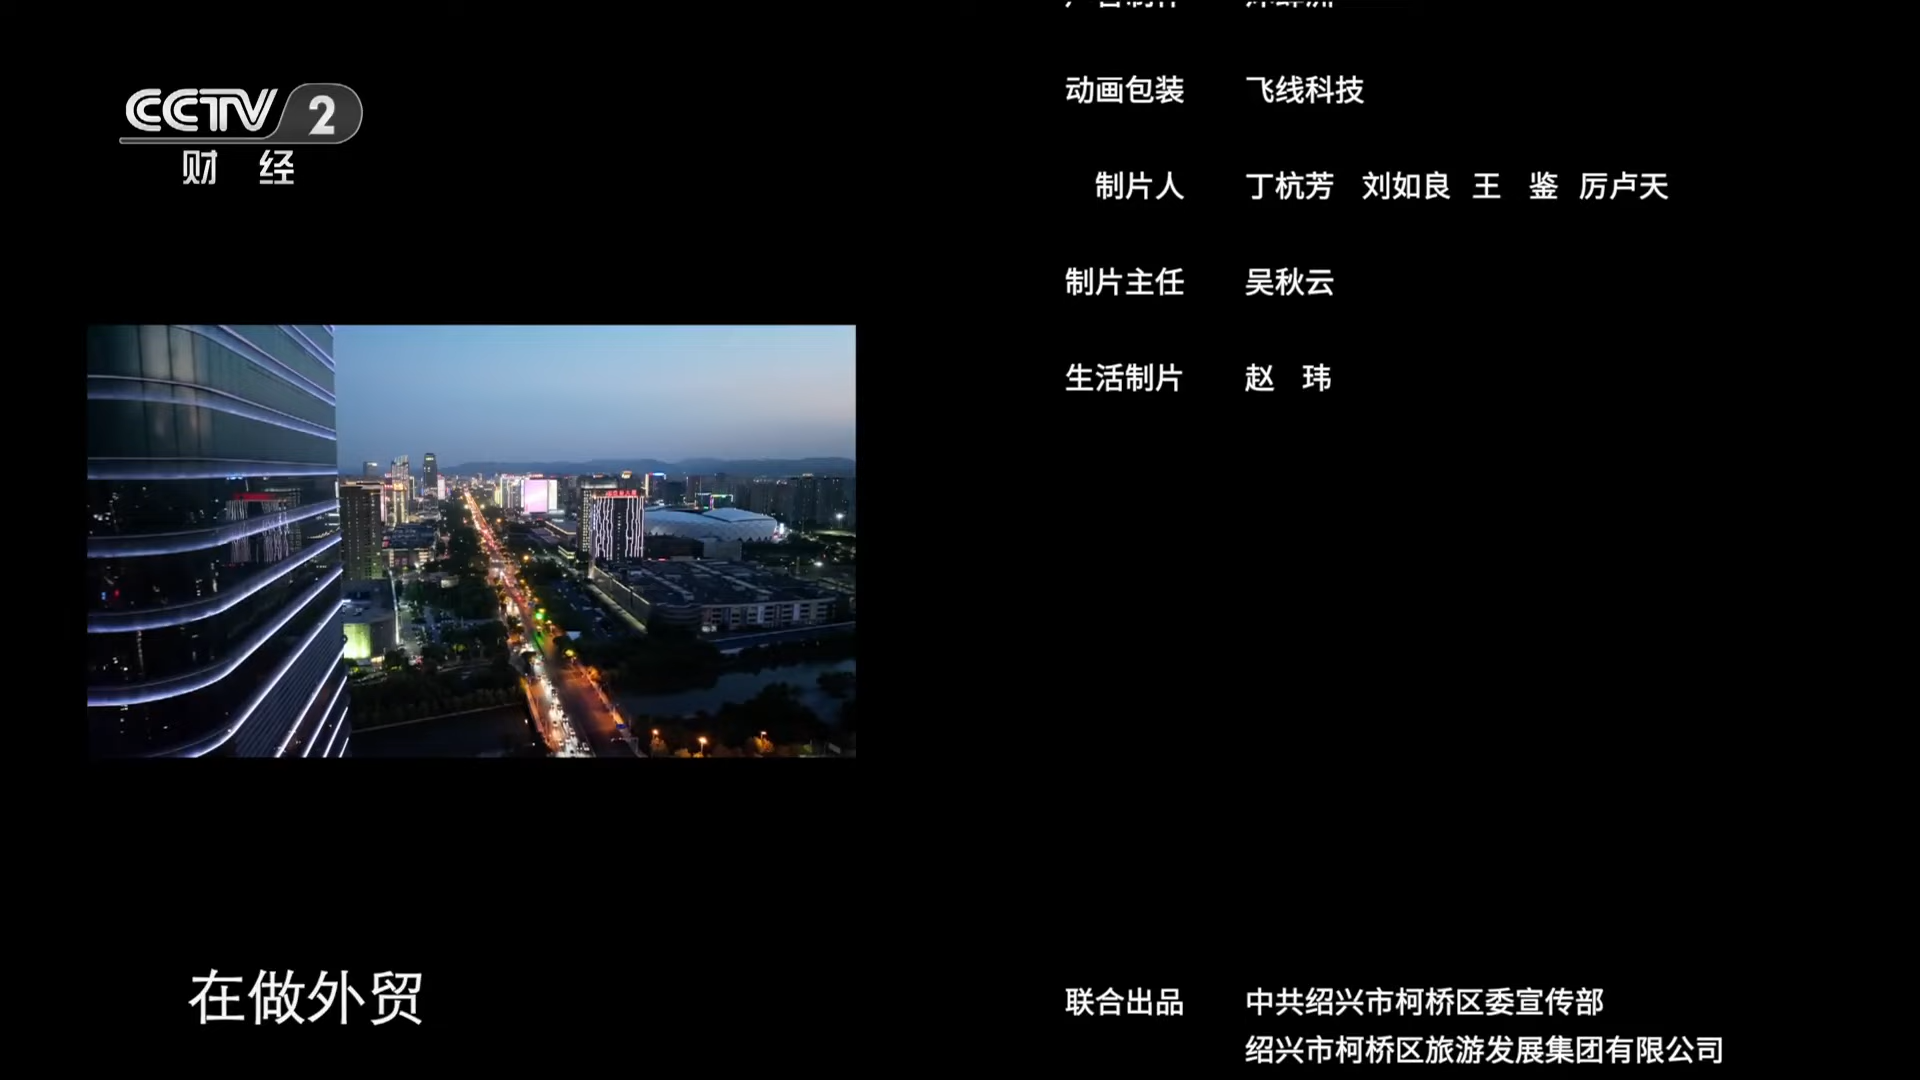 CCTV 2
财 经
动画包装 飞线科技
制片人 丁杭芳 刘如良 王 鉴 厉卢天
制片主任 吴秋云
生活制片 赵 玮
在做外贸
联合出品 中共绍兴市柯桥区委宣传部
绍兴市柯桥区旅游发展集团有限公司